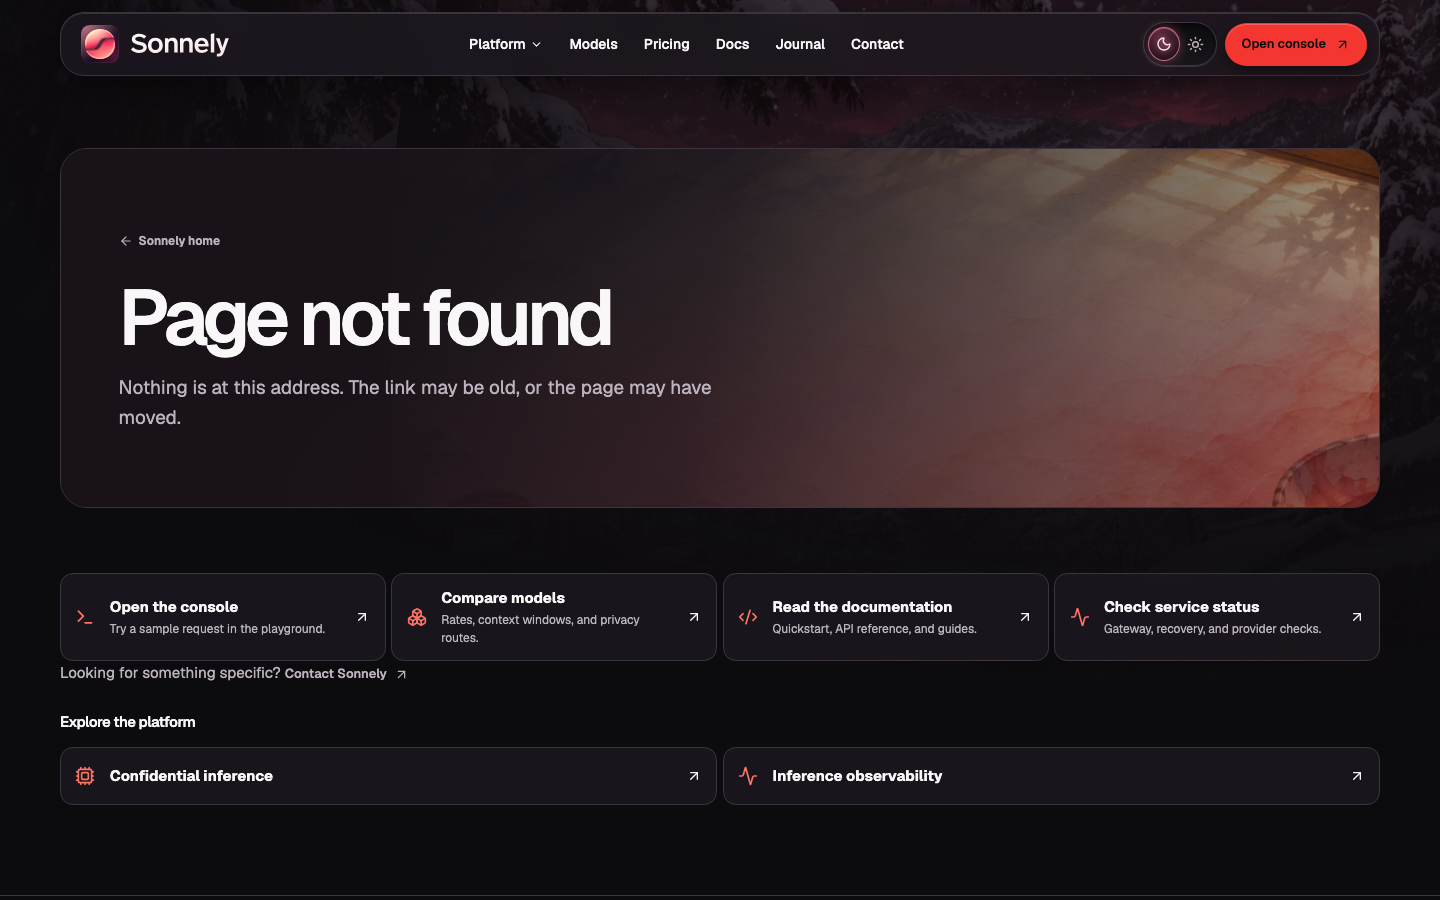 Sonnely
Platform
Models
Pricing
Docs
Journal
Contact
Open console
Sonnely home
Page not found
Nothing is at this address. The link may be old, or the page may have
moved.
Open the console
Try a sample request in the playground.
Compare models
Rates, context windows, and privacy
routes.
Read the documentation
Quickstart, API reference, and guides.
Check service status
Gateway, recovery, and provider checks.
Looking for something specific? Contact Sonnely
Explore the platform
Confidential inference
Inference observability